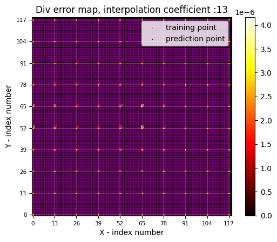 Div error map, interpolation coefficient :13
1e−6
training point
prediction point
117
104
91
78
65
52
39
26
13
0
Y - index number
0 13 26 39 52 65 78 91 104 117
X - index number
4.0
3.5
3.0
2.5
2.0
1.5
1.0
0.5
0.0